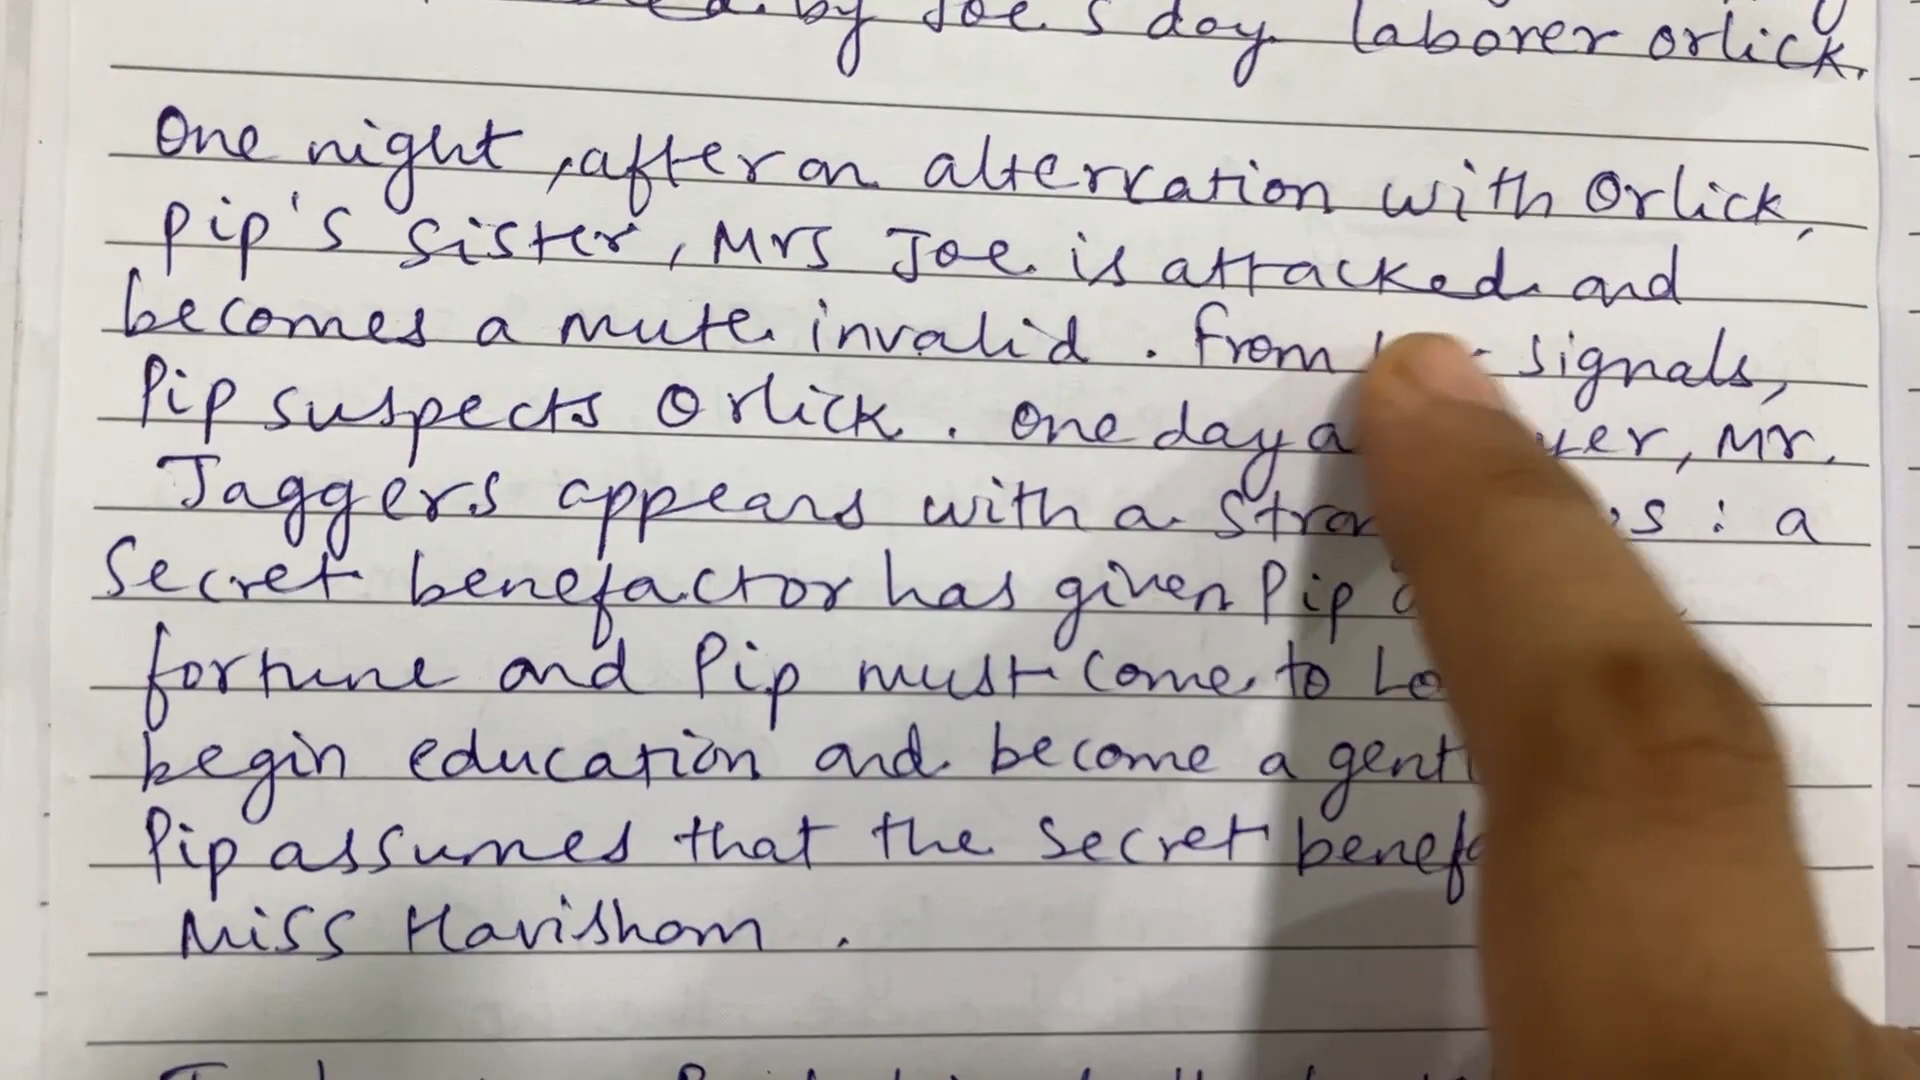 by Joe's day laborer orlick.
One night, after an altercation with Orlick,
Pip's sister, Mrs Joe is attacked and
becomes a mute invalid. From signals,
Pip suspects Orlick. One day a Mr.
Jaggers appears with a : a
Secret benefactor has given Pip
fortune and Pip must come to
begin education and become a
Pip assumes that the secret
Miss Havisham.